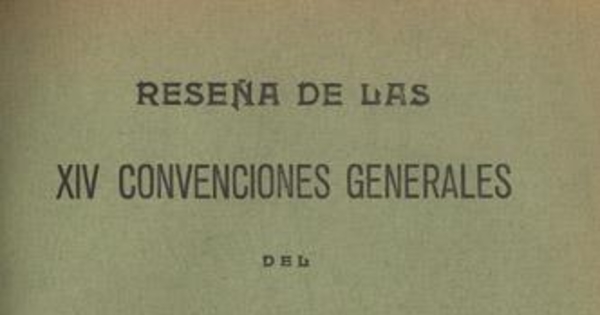 RESEÑA DE LAS
XIV CONVENCIONES GENERALES
DEL